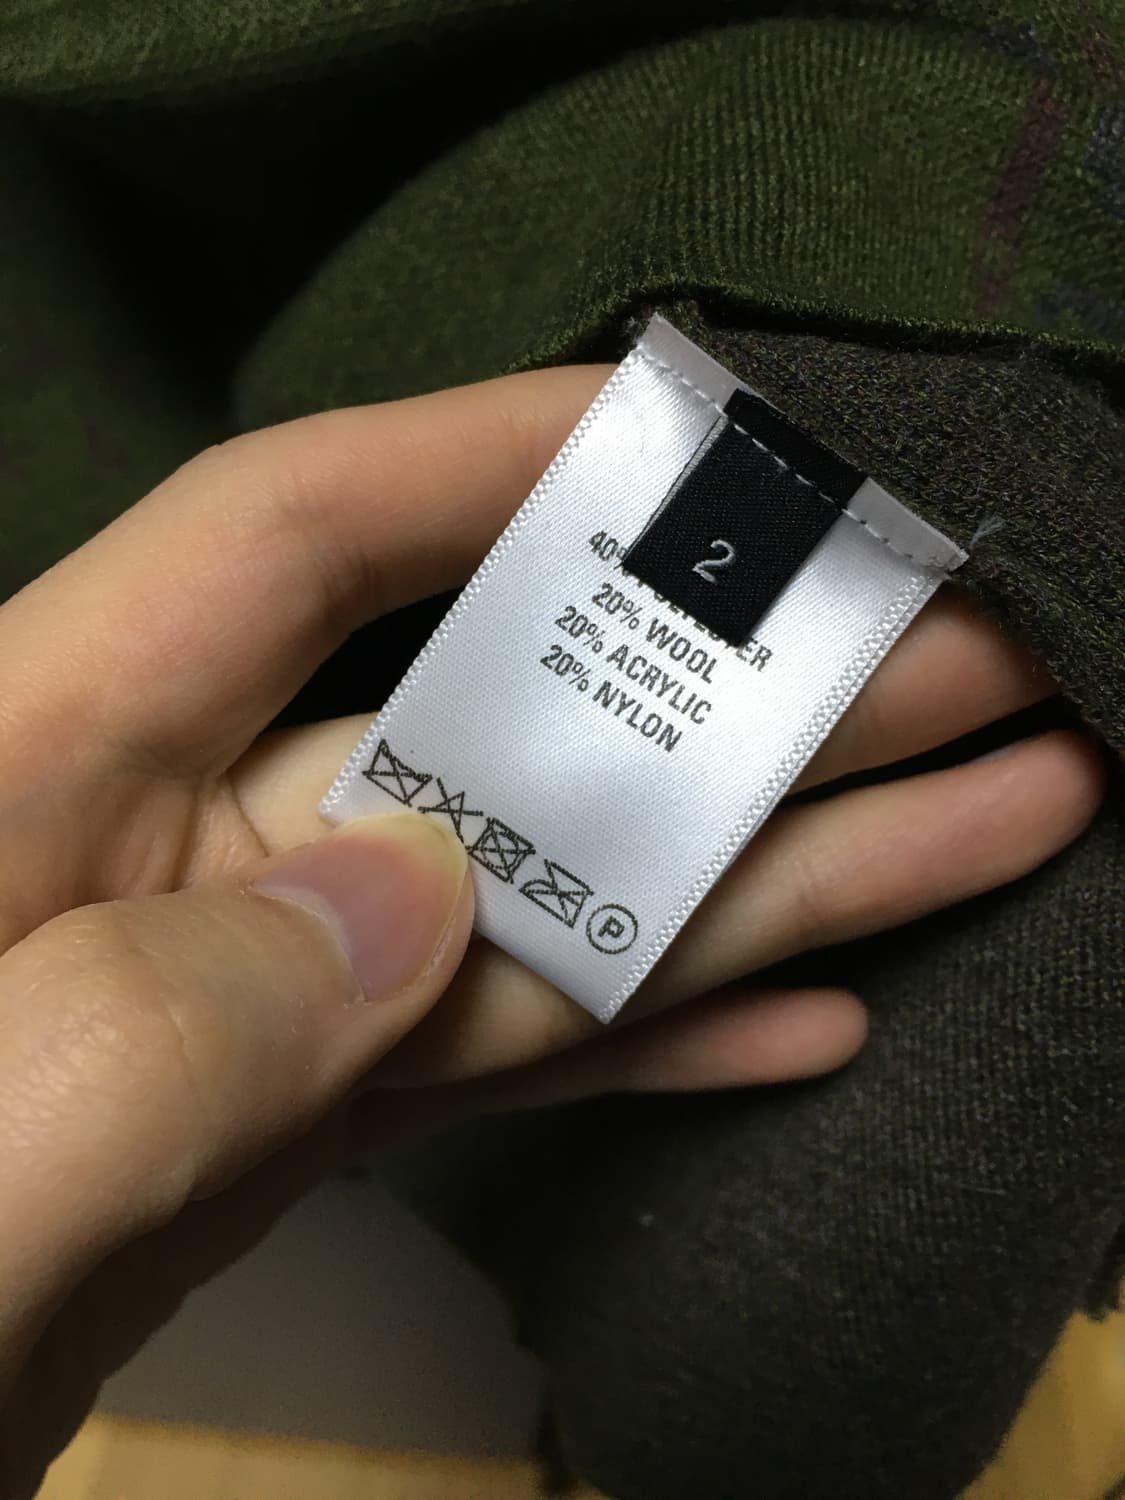 2
40%
20% WOOL
20% ACRYLIC
20% NYLON
P